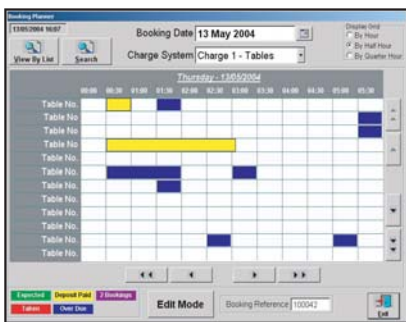 Booking Planner
13/05/2004 16:07
Booking Date 13 May 2004
Display Grid
By Hour
By Half Hour
By Quarter Hour
View By List
Search
Charge System Charge 1 - Tables
Thursday - 13/05/2004
00:00 00:30 01:00 01:30 02:00 02:30 03:00 03:30 04:00 04:30 05:00 05:30
Table No.
Table No
Table No
Table No.
Table No.
Table No.
Table No.
Table No.
Table No.
Table No.
Table No.
Table No.
Expected Deposit Paid 2 Bookings
Taken Over Due
Edit Mode
Booking Reference 100042
Exit